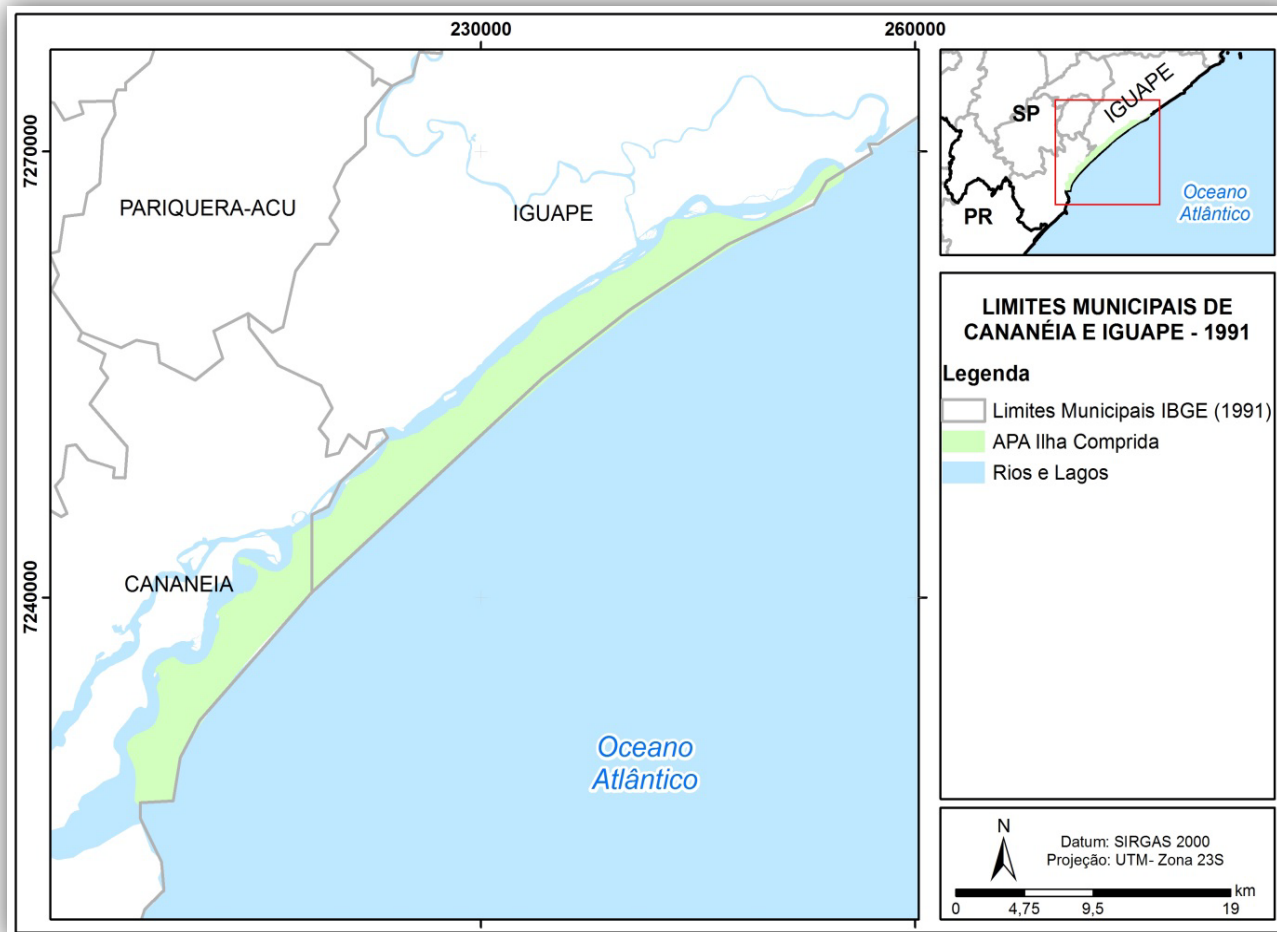 230000
260000
7270000
7240000
PARIQUERA-ACU
IGUAPE
CANANEIA
Oceano
Atlântico
SP
IGUAPE
PR
Oceano
Atlântico
LIMITES MUNICIPAIS DE
CANANÉIA E IGUAPE - 1991
Legenda
Limites Municipais IBGE (1991)
APA Ilha Comprida
Rios e Lagos
N
Datum: SIRGAS 2000
Projeção: UTM- Zona 23S
km
0 4,75 9,5 19